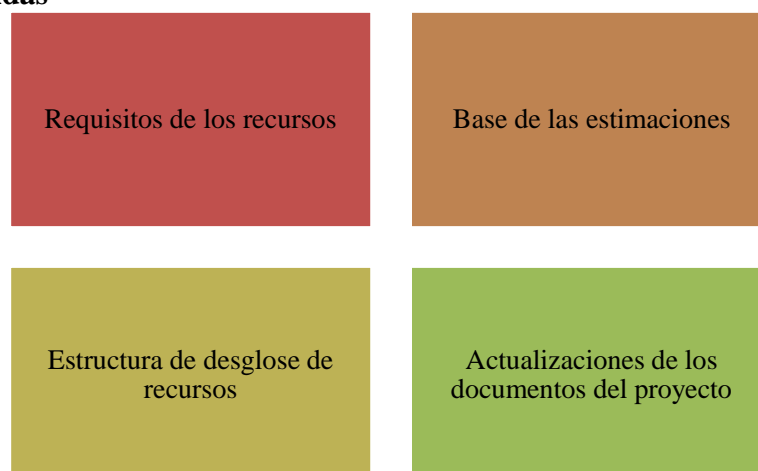 Requisitos de los recursos
Base de las estimaciones
Estructura de desglose de
recursos
Actualizaciones de los
documentos del proyecto